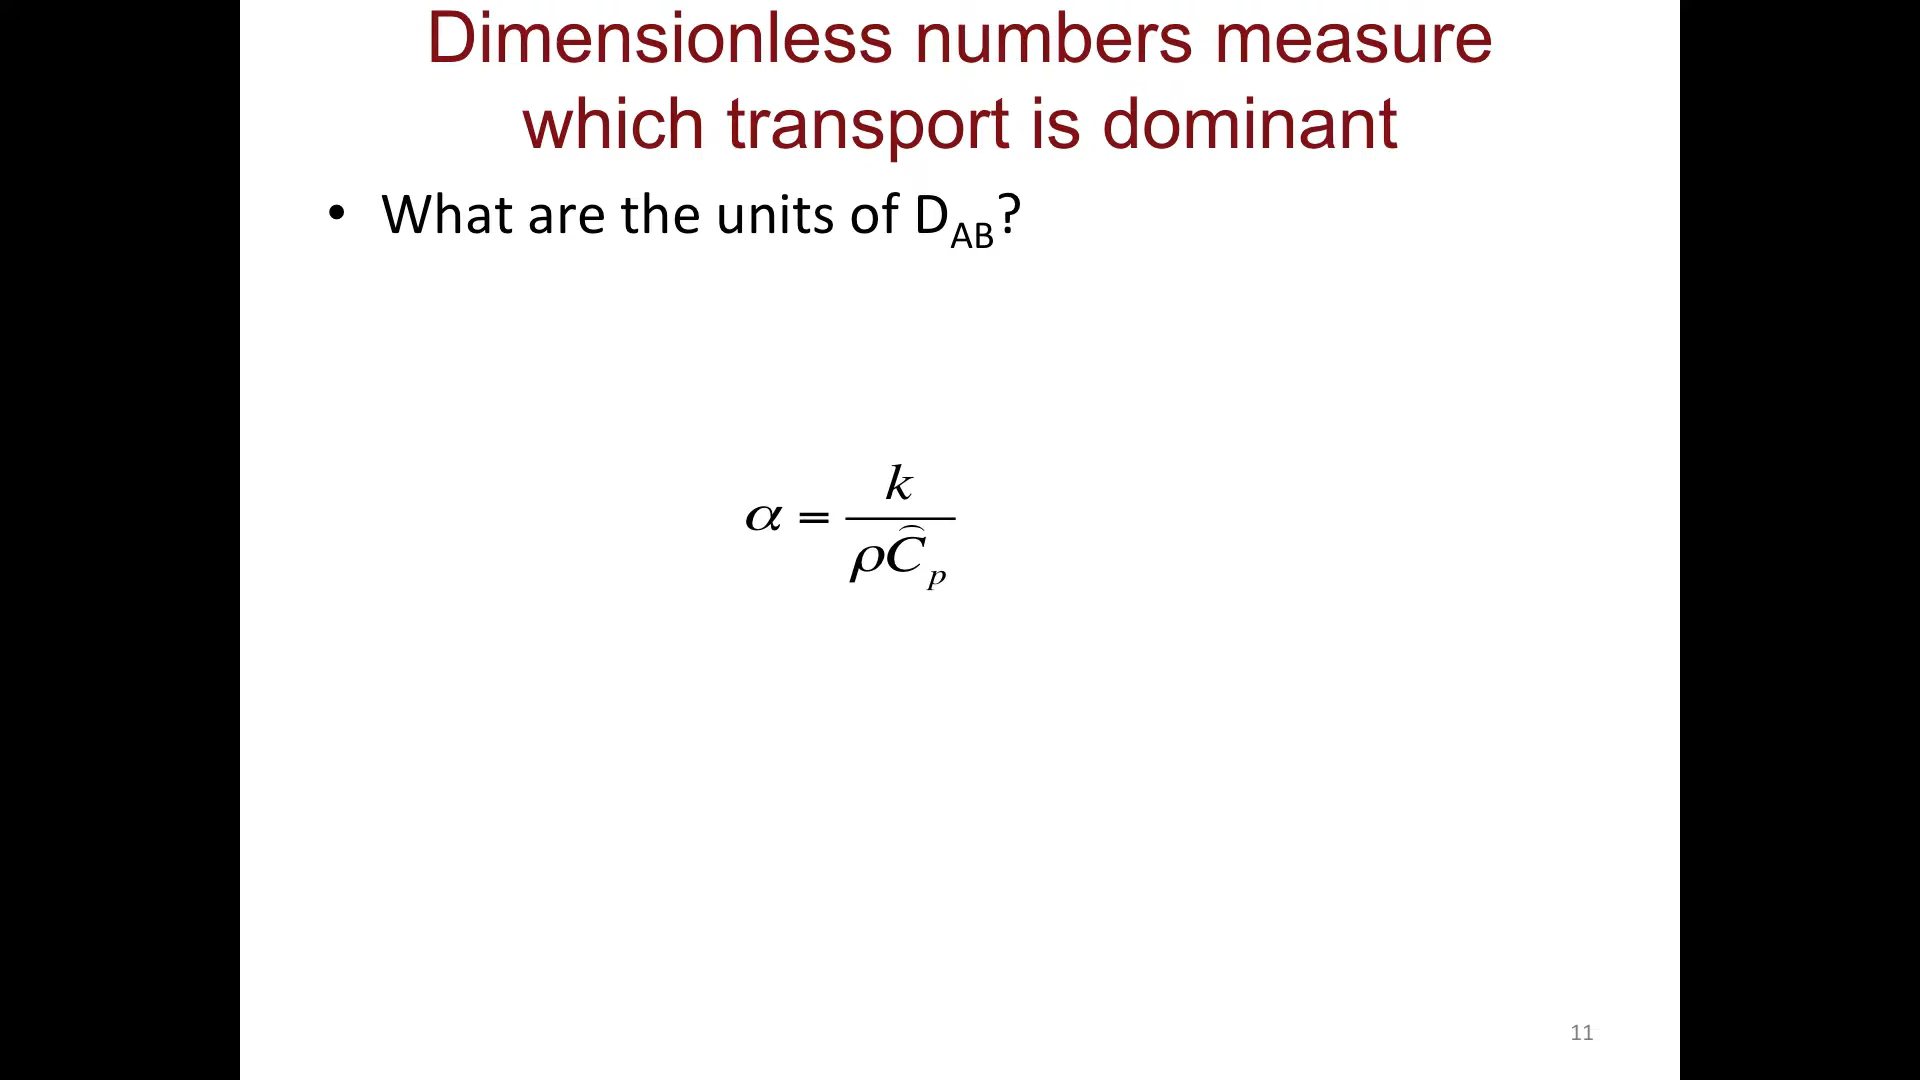 Dimensionless numbers measure
which transport is dominant
• What are the units of D_AB?
α = k / (ρĈ_p)
11